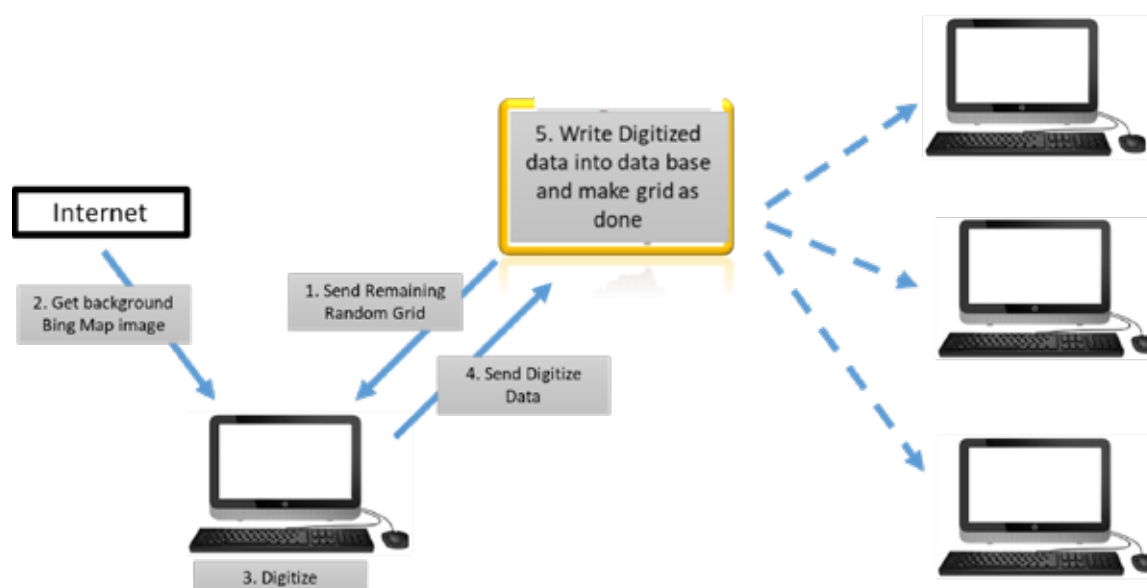 5. Write Digitized
data into data base
and make grid as
done
Internet
2. Get background
Bing Map image
1. Send Remaining
Random Grid
4. Send Digitize
Data
3. Digitize